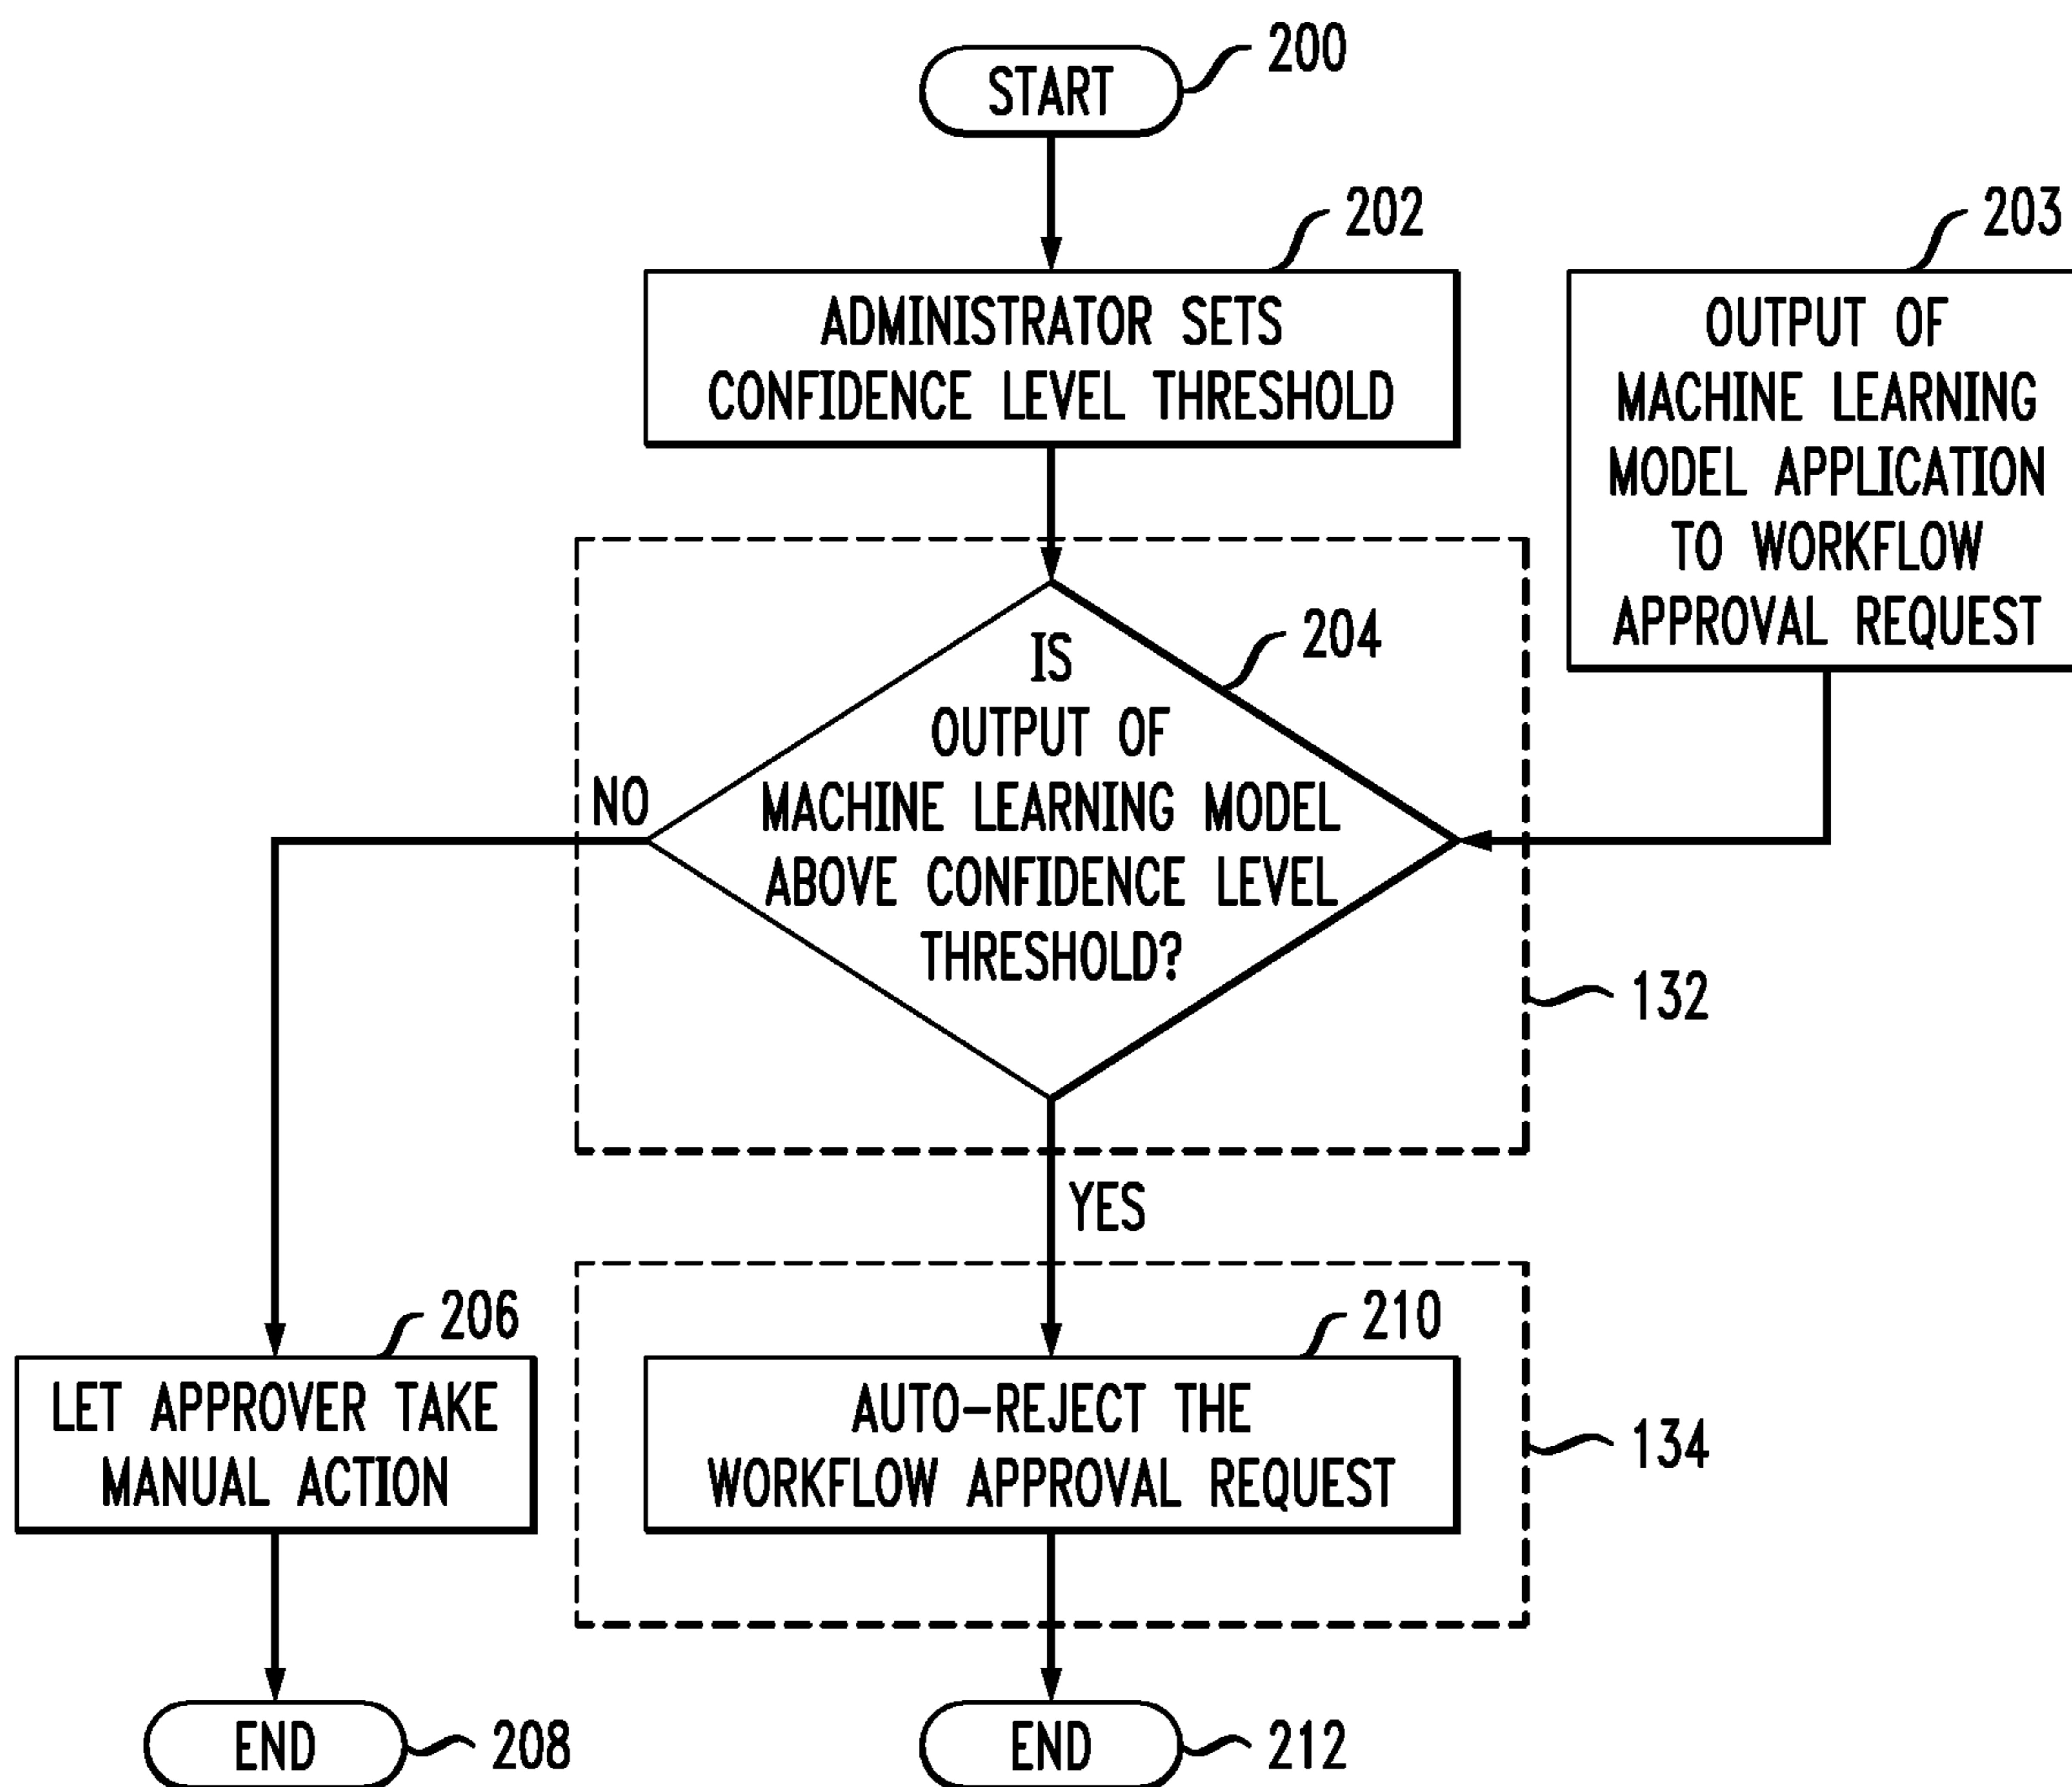 START
200
ADMINISTRATOR SETS
CONFIDENCE LEVEL THRESHOLD
202
OUTPUT OF
MACHINE LEARNING
MODEL APPLICATION
TO WORKFLOW
APPROVAL REQUEST
203
IS
OUTPUT OF
MACHINE LEARNING MODEL
ABOVE CONFIDENCE LEVEL
THRESHOLD?
204
NO
132
YES
LET APPROVER TAKE
MANUAL ACTION
206
AUTO-REJECT THE
WORKFLOW APPROVAL REQUEST
210
134
END
208
END
212